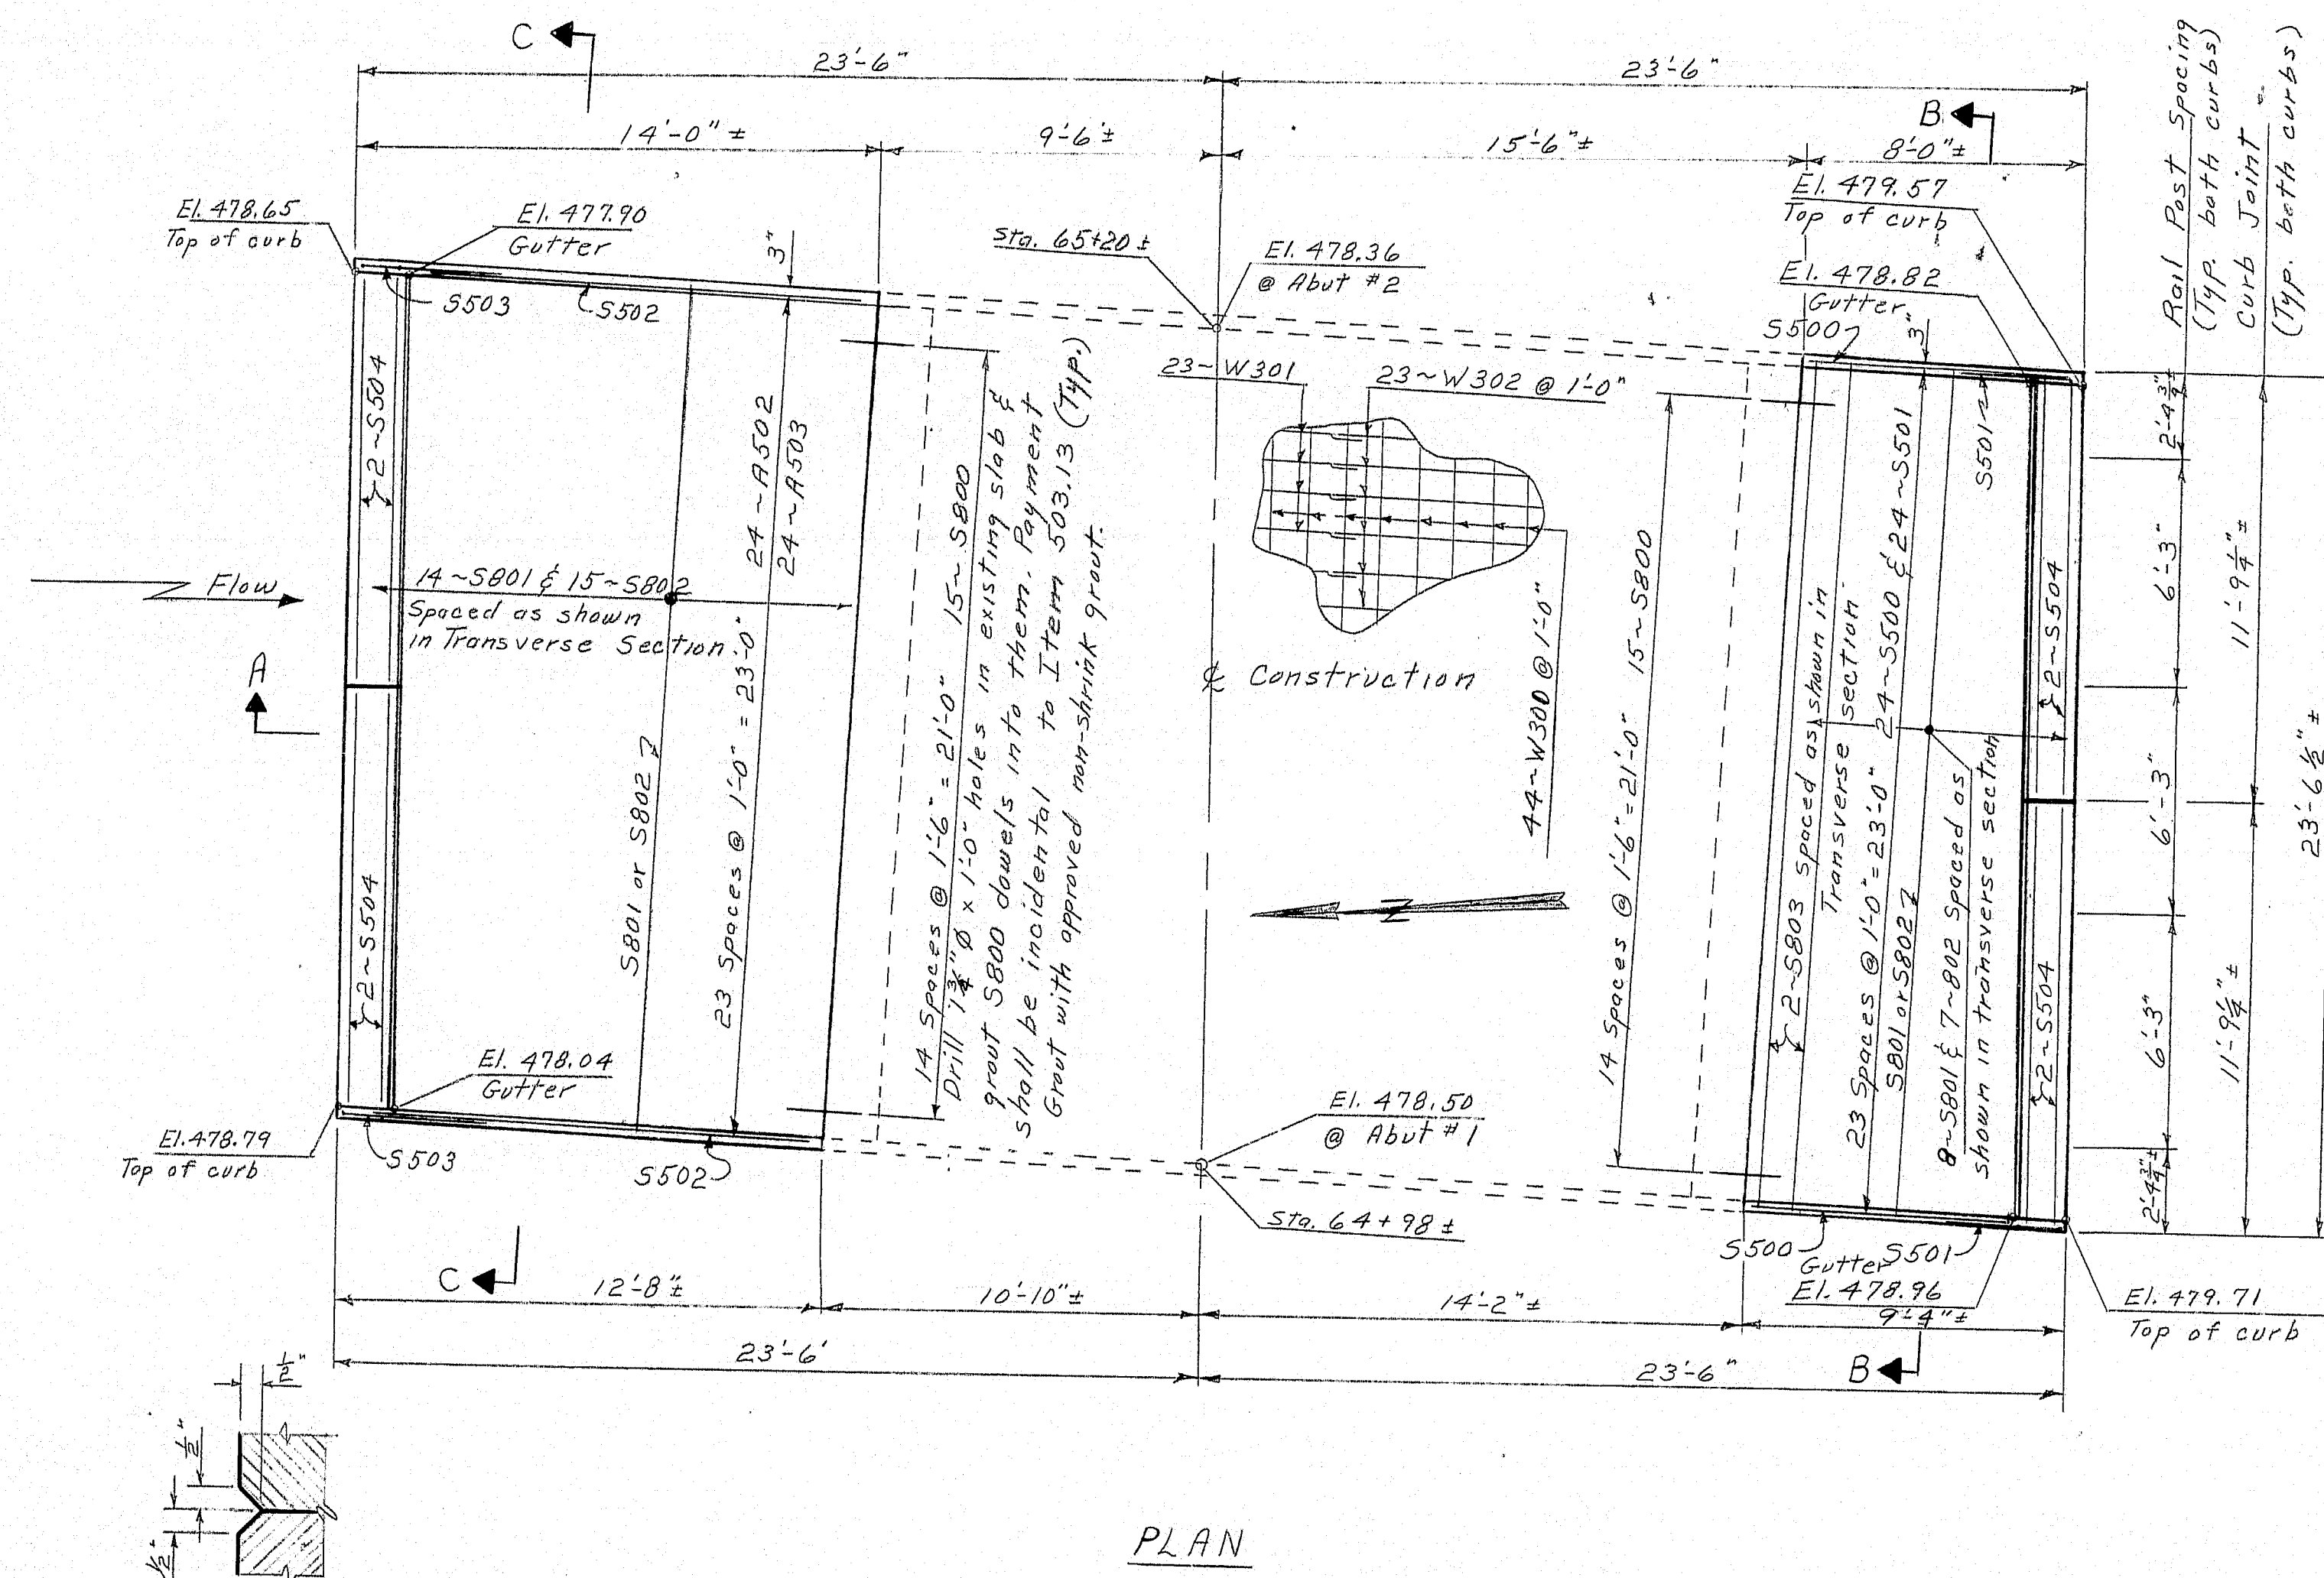 C
23'-6"
23'-6"
B
14'-0" ±
9'-6" ±
15'-6" ±
8'-0" ±
El. 478.65
Top of curb
El. 477.90
Gutter
3"
Sta. 65+20 ±
El. 478.36
@ Abut #2
El. 479.57
Top of curb
El. 478.82
Gutter
S500
3"
Rail Post Spacing
(Typ. both curbs)
Curb Joint
(Typ. both curbs)
S503
S502
2~S504
24~A502
24~A503
23~W301
23~W302 @ 1'-0"
S501
2'-4¾" ±
6'-3"
11'-9¼" ±
Flow
14~S801 & 15~S802
Spaced as shown
in Transverse Section.
A
S801 or S802
23 Spaces @ 1'-0" = 23'-0"
14 Spaces @ 1'-6" = 21'-0" 15~S800
Drill 1¾" Ø x 1'-0" holes in existing slab &
grout S800 dowels into them. Payment
shall be incidental to Item 503.13 (Typ.)
Grout with approved non-shrink grout.
℄ Construction
44~W300 @ 1'-0"
14 Spaces @ 1'-6" = 21'-0" 15~S800
2~S803 Spaced as shown in
Transverse section
23 Spaces @ 1'-0" = 23'-0" 24~S500 & 24~S501
S801 or S802
8~S801 & 7~802 Spaced as
shown in transverse section
2~S504
6'-3"
23'-6½" ±
N
2~S504
2~S504
6'-3"
11'-9¼" ±
2'-4¾" ±
El. 478.04
Gutter
El. 478.79
Top of curb
S503
S502
El. 478.50
@ Abut #1
Sta. 64+98 ±
S500
S501
Gutter
El. 478.96
El. 479.71
Top of curb
C
12'-8" ±
10'-10" ±
14'-2" ±
9'-4" ±
23'-6'
23'-6"
B
½"
½"
½"
PLAN